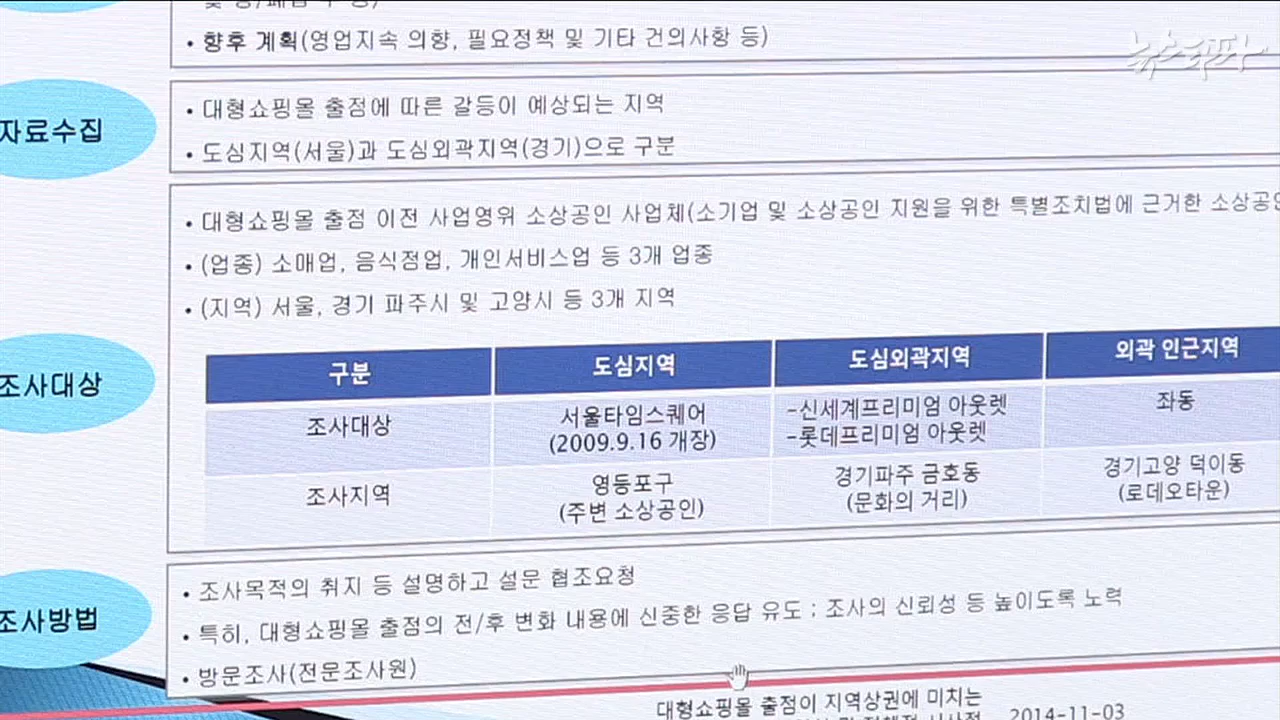 • 향후 계획(영업지속 의향, 필요정책 및 기타 건의사항 등)
뉴스타파
자료수집
• 대형쇼핑몰 출점에 따른 갈등이 예상되는 지역
• 도심지역(서울)과 도심외곽지역(경기)으로 구분
• 대형쇼핑몰 출점 이전 사업영위 소상공인 사업체(소기업 및 소상공인 지원을 위한 특별조치법에 근거한 소상공인
• (업종) 소매업, 음식점업, 개인서비스업 등 3개 업종
• (지역) 서울, 경기 파주시 및 고양시 등 3개 지역
조사대상
구분 도심지역 도심외곽지역 외곽 인근지역
조사대상 서울타임스퀘어 -신세계프리미엄 아웃렛 좌동
(2009.9.16 개장) -롯데프리미엄 아웃렛
조사지역 영등포구 경기파주 금호동 경기고양 덕이동
(주변 소상공인) (문화의 거리) (로데오타운)
조사방법
• 조사목적의 취지 등 설명하고 설문 협조요청
• 특히, 대형쇼핑몰 출점의 전/후 변화 내용에 신중한 응답 유도 ; 조사의 신뢰성 등 높이도록 노력
• 방문조사(전문조사원)
대형쇼핑몰 출점이 지역상권에 미치는
2014-11-03